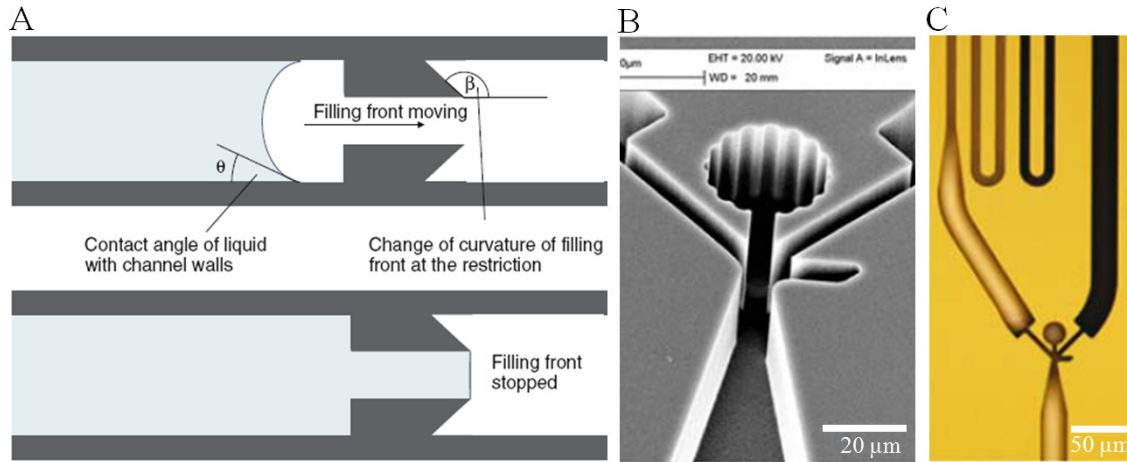 A
β
Filling front moving
θ
Contact angle of liquid
with channel walls
Change of curvature of filling
front at the restriction
Filling front
stopped
B
0µm
EHT = 20.00 kV
Signal A = InLens
WD = 20 mm
20 µm
C
50 µm